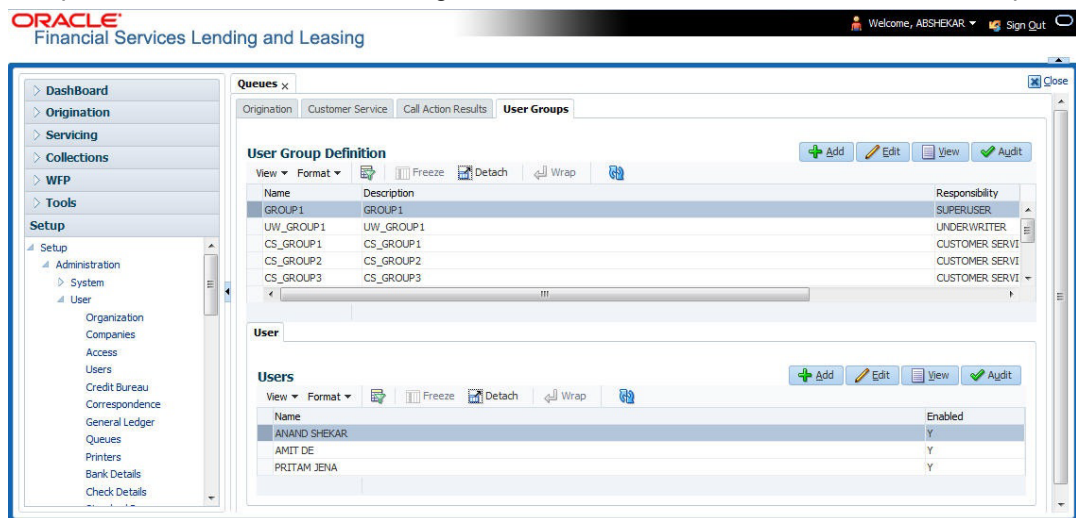 ORACLE
Financial Services Lending and Leasing
Welcome, ABSHEKAR
Sign Out
DashBoard
Origination
Servicing
Collections
WFP
Tools
Setup
Setup
Administration
System
User
Organization
Companies
Access
Users
Credit Bureau
Correspondence
General Ledger
Queues
Printers
Bank Details
Check Details
Queues x
Close
Origination Customer Service Call Action Results User Groups
User Group Definition
Add Edit View Audit
View Format Freeze Detach Wrap
Name Description Responsibility
GROUP1 GROUP1 SUPERUSER
UW_GROUP1 UW_GROUP1 UNDERWRITER
CS_GROUP1 CS_GROUP1 CUSTOMER SERVI
CS_GROUP2 CS_GROUP2 CUSTOMER SERVI
CS_GROUP3 CS_GROUP3 CUSTOMER SERVI
User
Users
Add Edit View Audit
View Format Freeze Detach Wrap
Name Enabled
ANAND SHEKAR Y
AMIT DE Y
PRITAM JENA Y